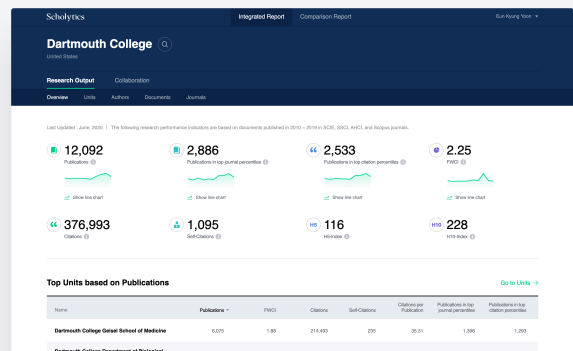 Scholytics Integrated Report Comparison Report Eun Kyung Yoon
Dartmouth College
United States
Research Output Collaboration
Overview Units Authors Documents Journals
Last Updated : June, 2020 | The following research performance indicators are based on documents published in 2010 – 2019 in SCIE, SSCI, AHCI, and Scopus journals.
12,092 2,886 2,533 2.25
Publications Publications in top journal percentiles Publications in top citation percentiles FWCI
Show line chart Show line chart Show line chart Show line chart
376,993 1,095 H5 116 H10 228
Citations Self-Citations H5-Index H10-Index
Top Units based on Publications Go to Units →
Citations per Publications in top Publications in top
Name Publications FWCI Citations Self-Citations Publication journal percentiles citation percentiles
Dartmouth College Geisel School of Medicine 6,075 1.88 214,493 235 35.31 1,396 1,293
Dartmouth College Department of Biological